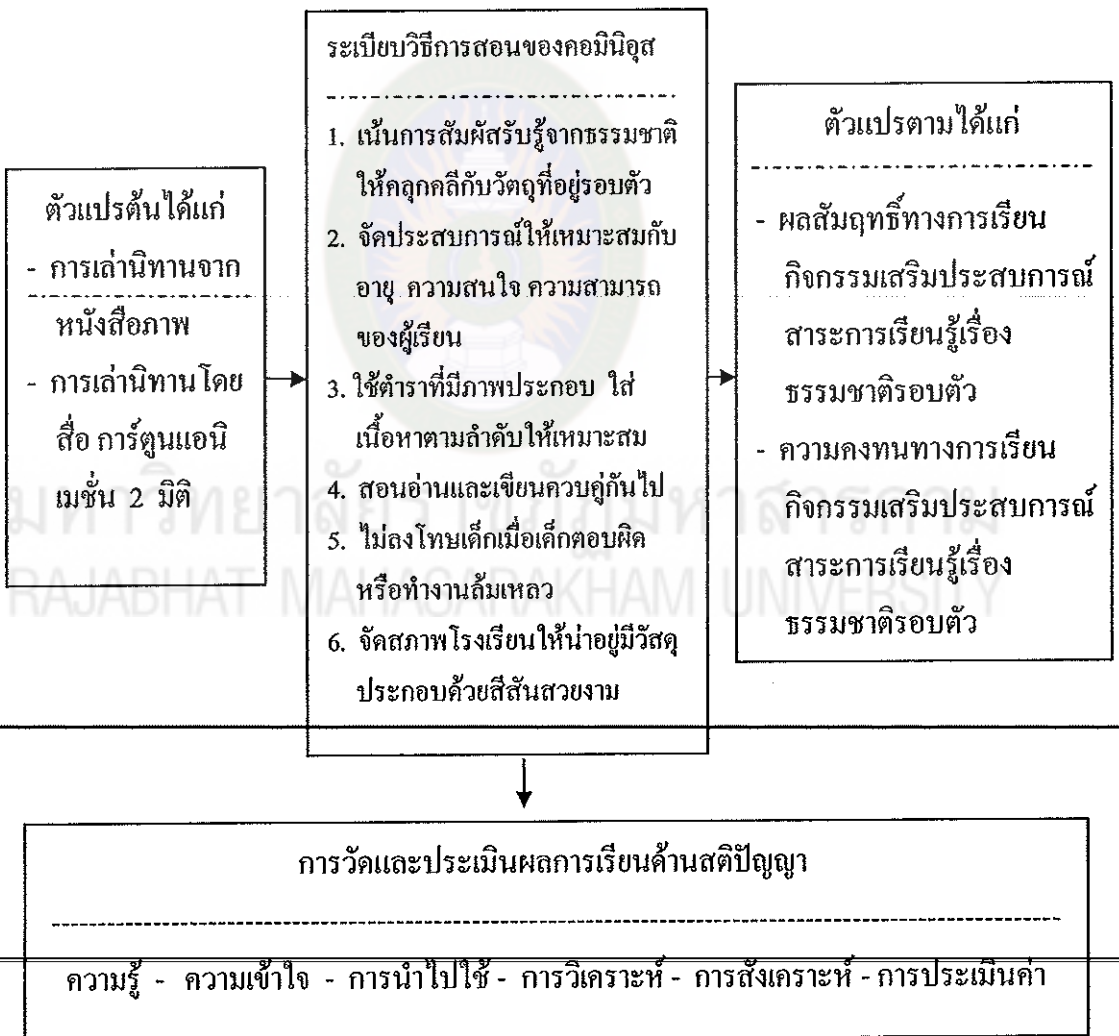 ตัวแปรต้นได้แก่
- การเล่านิทานจาก
หนังสือภาพ
- การเล่านิทานโดย
สื่อ การ์ตูนแอนิ
เมชั่น 2 มิติ
ระเบียบวิธีการสอนของคอมินิอุส
1. เน้นการสัมผัสรับรู้จากธรรมชาติ
ให้คลุกคลีกับวัตถุที่อยู่รอบตัว
2. จัดประสบการณ์ให้เหมาะสมกับ
อายุ ความสนใจ ความสามารถ
ของผู้เรียน
3. ใช้ตำราที่มีภาพประกอบ ใส่
เนื้อหาตามลำดับให้เหมาะสม
4. สอนอ่านและเขียนควบคู่กันไป
5. ไม่ลงโทษเด็กเมื่อเด็กตอบผิด
หรือทำงานล้มเหลว
6. จัดสภาพโรงเรียนให้น่าอยู่มีวัสดุ
ประกอบด้วยสีสันสวยงาม
ตัวแปรตามได้แก่
- ผลสัมฤทธิ์ทางการเรียน
กิจกรรมเสริมประสบการณ์
สาระการเรียนรู้เรื่อง
ธรรมชาติรอบตัว
- ความคงทนทางการเรียน
กิจกรรมเสริมประสบการณ์
สาระการเรียนรู้เรื่อง
ธรรมชาติรอบตัว
มหาวิทยาลัยราชภัฏมหาสารคาม
RAJABHAT MAHASARAKHAM UNIVERSITY
การวัดและประเมินผลการเรียนด้านสติปัญญา
ความรู้ - ความเข้าใจ - การนำไปใช้ - การวิเคราะห์ - การสังเคราะห์ - การประเมินค่า